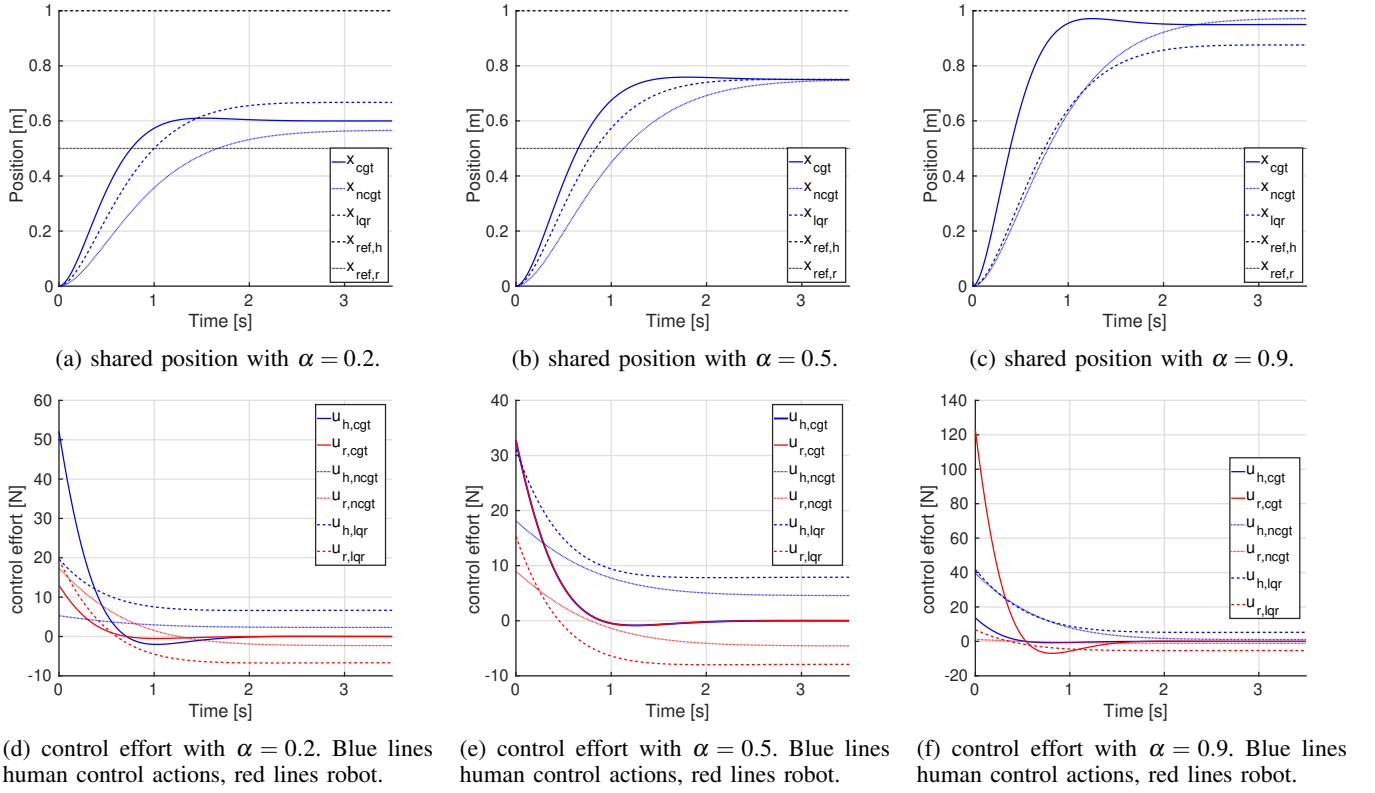 1
0.8
0.6
0.4
0.2
0
Position [m]
0 1 2 3
Time [s]
x_cgt
x_ncgt
x_lqr
x_ref,h
x_ref,r
(a) shared position with α = 0.2.
1
0.8
0.6
0.4
0.2
0
Position [m]
0 1 2 3
Time [s]
x_cgt
x_ncgt
x_lqr
x_ref,h
x_ref,r
(b) shared position with α = 0.5.
1
0.8
0.6
0.4
0.2
0
Position [m]
0 1 2 3
Time [s]
x_cgt
x_ncgt
x_lqr
x_ref,h
x_ref,r
(c) shared position with α = 0.9.
60
50
40
30
20
10
0
-10
control effort [N]
0 1 2 3
Time [s]
u_h,cgt
u_r,cgt
u_h,ncgt
u_r,ncgt
u_h,lqr
u_r,lqr
(d) control effort with α = 0.2. Blue lines
human control actions, red lines robot.
40
30
20
10
0
-10
control effort [N]
0 1 2 3
Time [s]
u_h,cgt
u_r,cgt
u_h,ncgt
u_r,ncgt
u_h,lqr
u_r,lqr
(e) control effort with α = 0.5. Blue lines
human control actions, red lines robot.
140
120
100
80
60
40
20
0
-20
control effort [N]
0 1 2 3
Time [s]
u_h,cgt
u_r,cgt
u_h,ncgt
u_r,ncgt
u_h,lqr
u_r,lqr
(f) control effort with α = 0.9. Blue lines
human control actions, red lines robot.